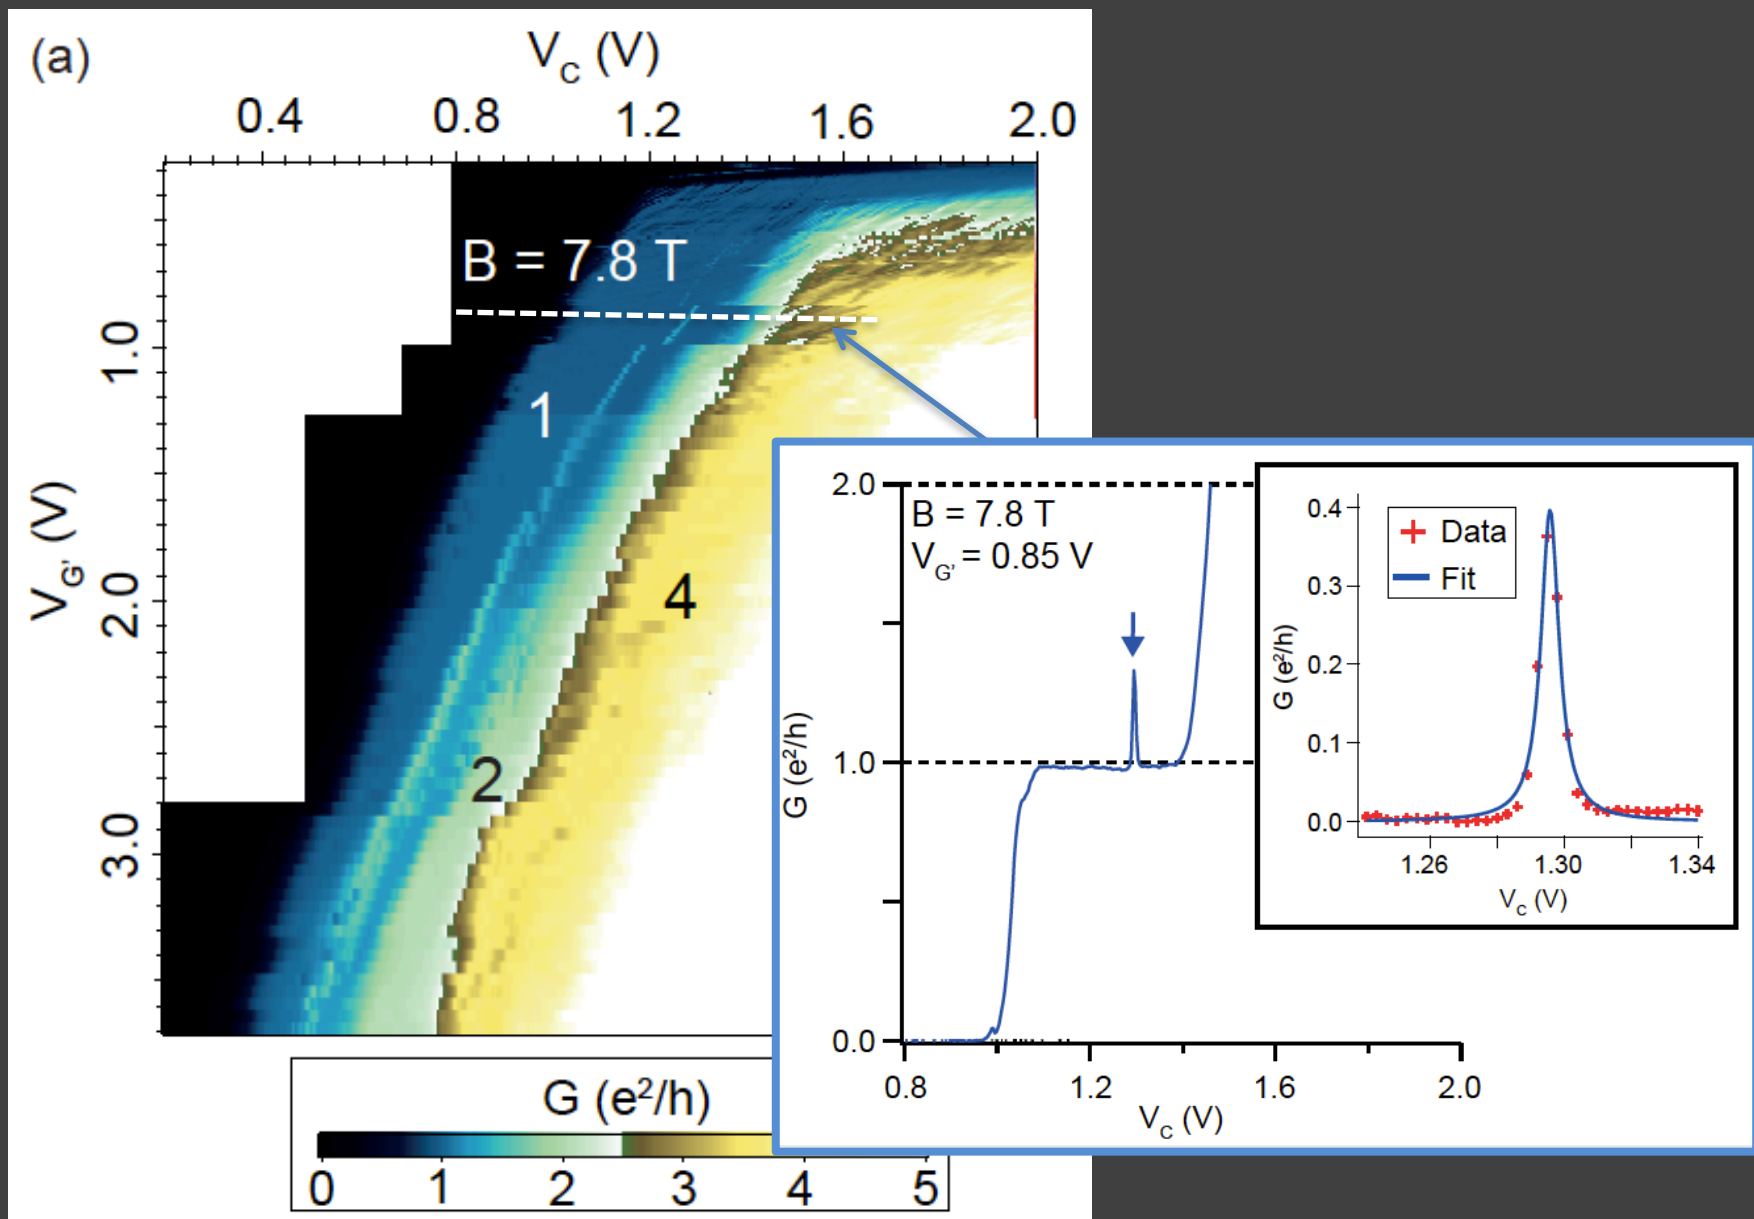 (a)
V_C (V)
0.4 0.8 1.2 1.6 2.0
B = 7.8 T
1.0
1
V_G' (V)
2.0
4
2
3.0
G (e²/h)
0 1 2 3 4 5
2.0
B = 7.8 T
V_G' = 0.85 V
G (e²/h)
1.0
0.0
0.8 1.2 1.6 2.0
V_C (V)
0.4
Data
Fit
0.3
G (e²/h)
0.2
0.1
0.0
1.26 1.30 1.34
V_C (V)